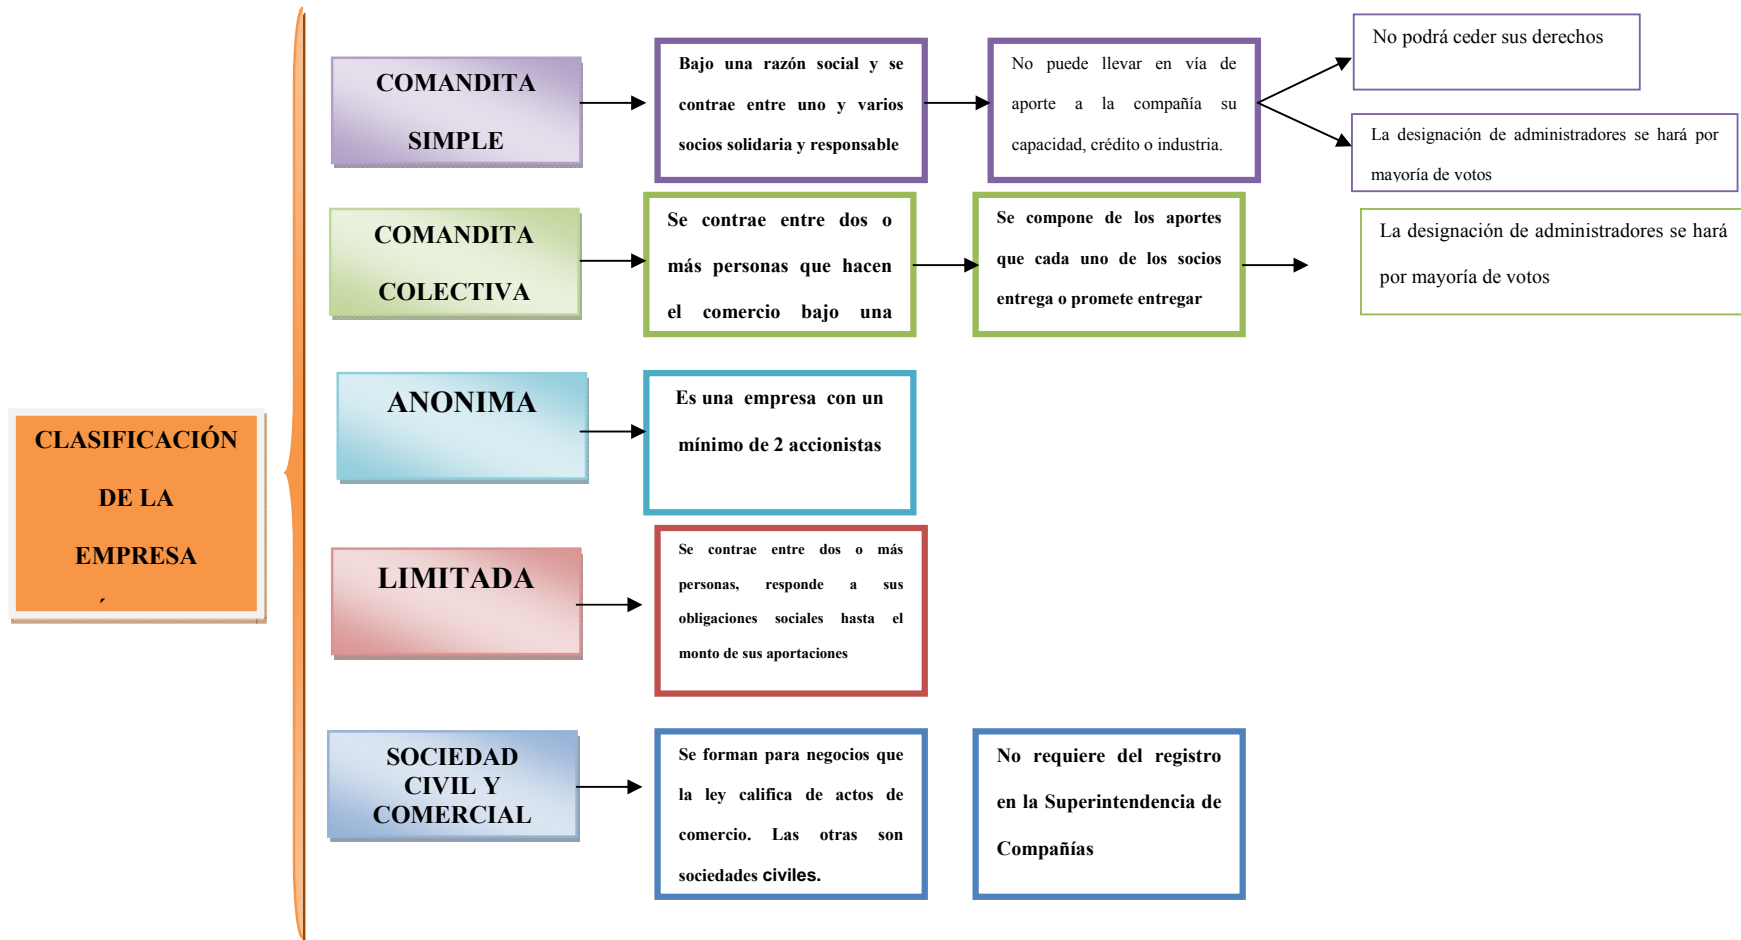 COMANDITA
SIMPLE
Bajo una razón social y se
contrae entre uno y varios
socios solidaria y responsable
No puede llevar en vía de
aporte a la compañía su
capacidad, crédito o industria.
No podrá ceder sus derechos
La designación de administradores se hará por
mayoría de votos
COMANDITA
COLECTIVA
Se contrae entre dos o
más personas que hacen
el comercio bajo una
Se compone de los aportes
que cada uno de los socios
entrega o promete entregar
La designación de administradores se hará
por mayoría de votos
ANONIMA
Es una empresa con un
mínimo de 2 accionistas
CLASIFICACIÓN
DE LA
EMPRESA
LIMITADA
Se contrae entre dos o más
personas, responde a sus
obligaciones sociales hasta el
monto de sus aportaciones
SOCIEDAD
CIVIL Y
COMERCIAL
Se forman para negocios que
la ley califica de actos de
comercio. Las otras son
sociedades civiles.
No requiere del registro
en la Superintendencia de
Compañías